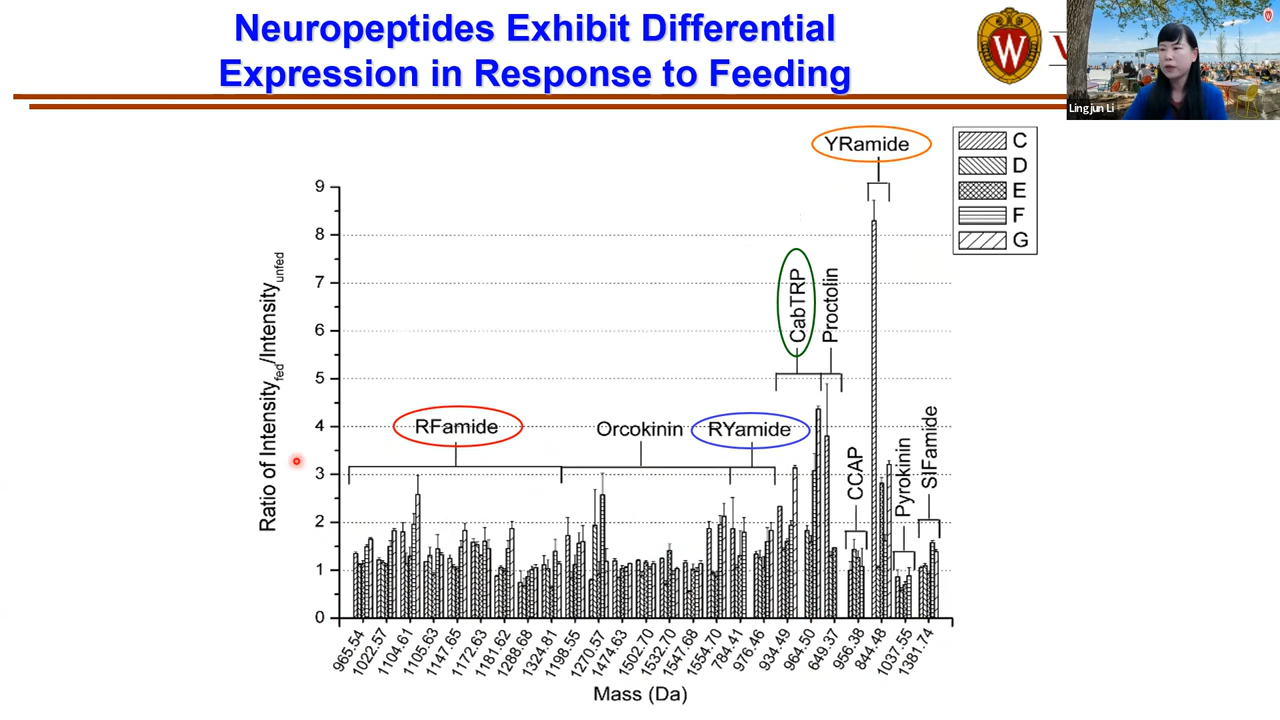 Neuropeptides Exhibit Differential
Expression in Response to Feeding
W
Lingjun Li
YRamide
C
D
E
F
G
9
8
7
6
5
4
3
2
1
0
Ratio of Intensityfed/Intensityunfed
CabTRP
Proctolin
RFamide
Orcokinin
RYamide
CCAP
Pyrokinin
SIFamide
965.54
1022.57
1104.61
1105.63
1147.65
1172.63
1181.62
1288.68
1324.81
1198.55
1270.57
1474.63
1502.70
1532.70
1547.68
1554.70
784.41
976.46
934.49
964.50
649.37
956.38
844.48
1037.55
1381.74
Mass (Da)